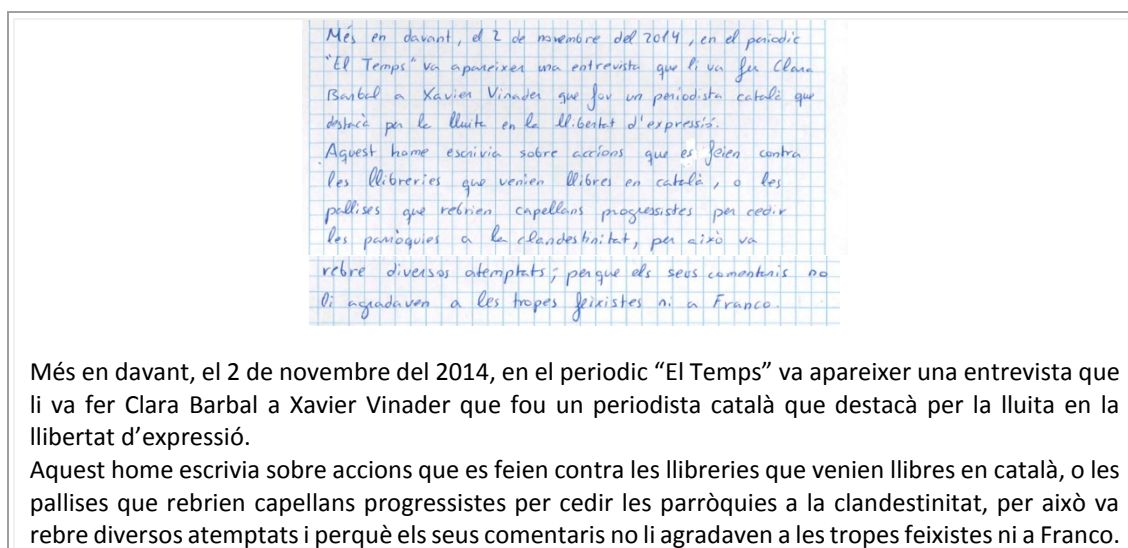 Més en davant, el 2 de novembre del 2014, en el periodic
"El Temps" va apareixer una entrevista que li va fer Clara
Barbal a Xavier Vinader que fou un periodista català que
destacà per la lluita en la llibertat d'expressió.
Aquest home escrivia sobre accions que es feien contra
les llibreries que venien llibres en català, o les
pallises que rebrien capellans progressistes per cedir
les parròquies a la clandestinitat, per això va
rebre diversos atemptats; perque els seus comentaris no
li agradaven a les tropes feixistes ni a Franco.
Més en davant, el 2 de novembre del 2014, en el periodic “El Temps” va apareixer una entrevista que
li va fer Clara Barbal a Xavier Vinader que fou un periodista català que destacà per la lluita en la
llibertat d’expressió.
Aquest home escrivia sobre accions que es feien contra les llibreries que venien llibres en català, o les
pallises que rebrien capellans progressistes per cedir les parròquies a la clandestinitat, per això va
rebre diversos atemptats i perquè els seus comentaris no li agradaven a les tropes feixistes ni a Franco.